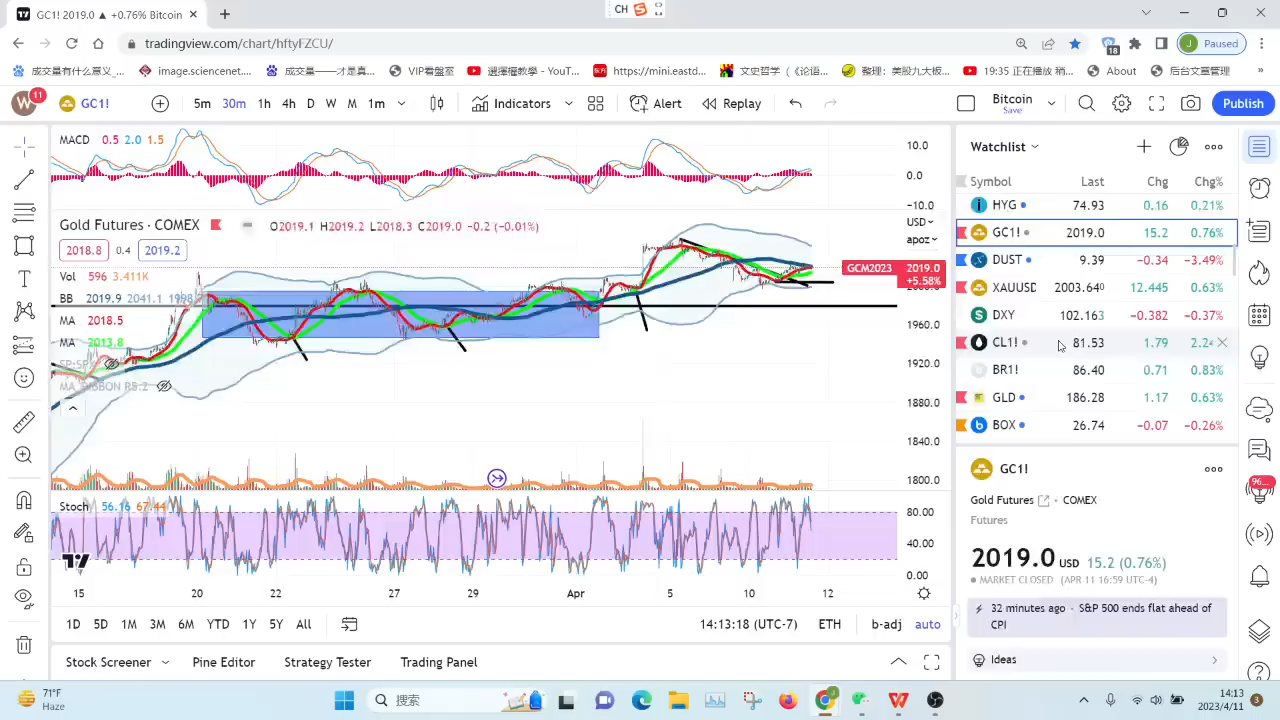 GC1! 2019.0 ▲ +0.76% Bitcoin
CH
tradingview.com/chart/hftyFZCU/
18
J Paused
成交量有什么意义_...
image.sciencenet....
成交量——才是真...
VIP看盤室
選擇權教學 - YouT...
https://mini.eastd...
文史哲学（《论语...
整理：美股九大板...
19:35 正在播放 稍...
About
后台文章管理
»
W 11
GC1!
5m 30m 1h 4h D W M 1m
Indicators
Alert
Replay
Bitcoin
Save
Publish
MACD 0.5 2.0 1.5
10.0
0.0
−10.0
Gold Futures · COMEX
O2019.1 H2019.2 L2018.3 C2019.0 −0.2 (−0.01%)
USD
apoz
2018.8 0.4 2019.2
Vol 596 3.411K
BB 2019.9 2041.1
MA 2018.5
MA 2013.8
GCM2023 2019.0
+5.58%
1960.0
1920.0
1880.0
1840.0
1800.0
Stoch 56.16 67.44
80.00
40.00
0.00
15 20 22 27 29 Apr 5 10 12
1D 5D 1M 3M 6M YTD 1Y 5Y All
14:13:18 (UTC-7) ETH b-adj auto
Stock Screener Pine Editor Strategy Tester Trading Panel
Watchlist
Symbol Last Chg Chg%
HYG 74.93 0.16 0.21%
GC1! 2019.0 15.2 0.76%
DUST 9.39 −0.34 −3.49%
XAUUSD 2003.640 12.445 0.63%
DXY 102.163 −0.382 −0.37%
CL1! 81.53 1.79 2.24
BR1! 86.40 0.71 0.83%
GLD 186.28 1.17 0.63%
BOX 26.74 −0.07 −0.26%
GC1!
Gold Futures · COMEX
Futures
2019.0 USD 15.2 (0.76%)
MARKET CLOSED (APR 11 16:59 UTC-4)
32 minutes ago · S&P 500 ends flat ahead of
CPI
Ideas
96...
71°F
Haze
搜索
14:13
2023/4/11
3